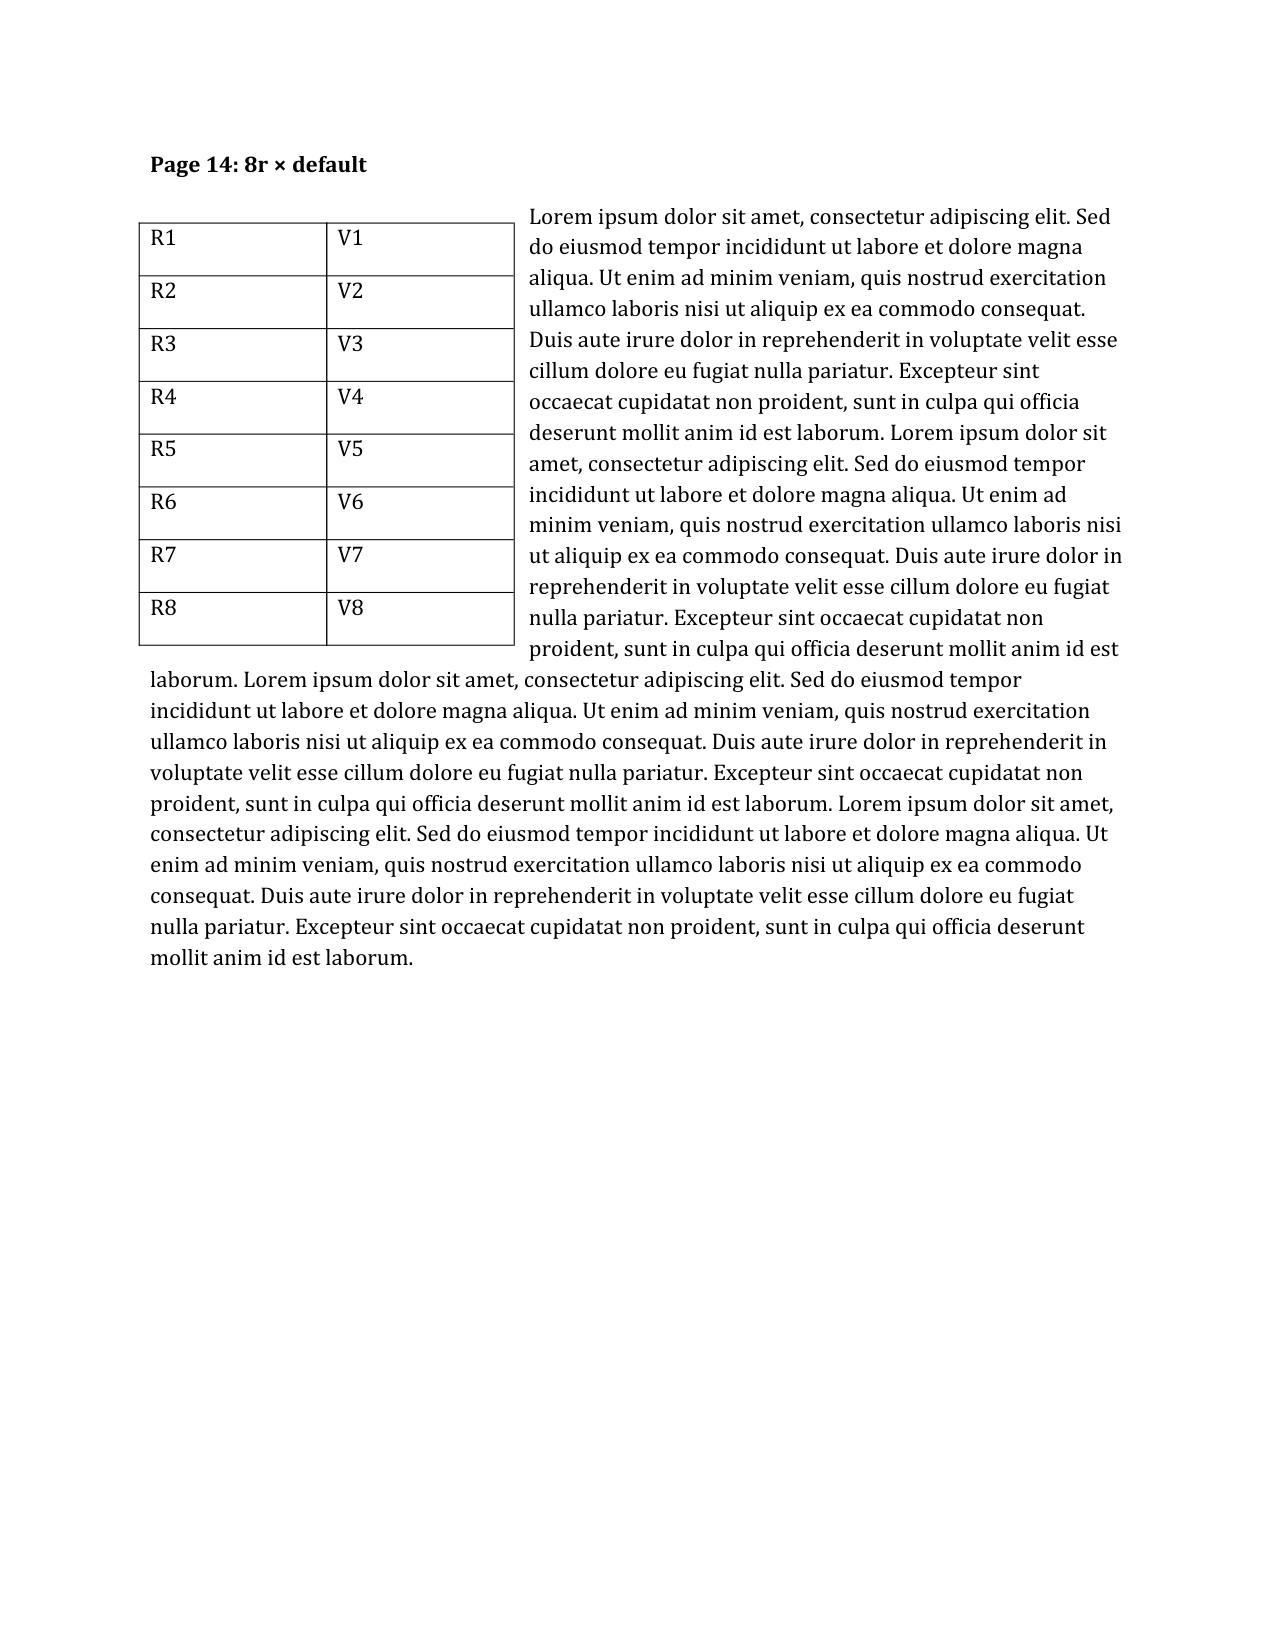 Page 14: 8r × default
R1 V1
R2 V2
R3 V3
R4 V4
R5 V5
R6 V6
R7 V7
R8 V8
Lorem ipsum dolor sit amet, consectetur adipiscing elit. Sed
do eiusmod tempor incididunt ut labore et dolore magna
aliqua. Ut enim ad minim veniam, quis nostrud exercitation
ullamco laboris nisi ut aliquip ex ea commodo consequat.
Duis aute irure dolor in reprehenderit in voluptate velit esse
cillum dolore eu fugiat nulla pariatur. Excepteur sint
occaecat cupidatat non proident, sunt in culpa qui officia
deserunt mollit anim id est laborum. Lorem ipsum dolor sit
amet, consectetur adipiscing elit. Sed do eiusmod tempor
incididunt ut labore et dolore magna aliqua. Ut enim ad
minim veniam, quis nostrud exercitation ullamco laboris nisi
ut aliquip ex ea commodo consequat. Duis aute irure dolor in
reprehenderit in voluptate velit esse cillum dolore eu fugiat
nulla pariatur. Excepteur sint occaecat cupidatat non
proident, sunt in culpa qui officia deserunt mollit anim id est
laborum. Lorem ipsum dolor sit amet, consectetur adipiscing elit. Sed do eiusmod tempor
incididunt ut labore et dolore magna aliqua. Ut enim ad minim veniam, quis nostrud exercitation
ullamco laboris nisi ut aliquip ex ea commodo consequat. Duis aute irure dolor in reprehenderit in
voluptate velit esse cillum dolore eu fugiat nulla pariatur. Excepteur sint occaecat cupidatat non
proident, sunt in culpa qui officia deserunt mollit anim id est laborum. Lorem ipsum dolor sit amet,
consectetur adipiscing elit. Sed do eiusmod tempor incididunt ut labore et dolore magna aliqua. Ut
enim ad minim veniam, quis nostrud exercitation ullamco laboris nisi ut aliquip ex ea commodo
consequat. Duis aute irure dolor in reprehenderit in voluptate velit esse cillum dolore eu fugiat
nulla pariatur. Excepteur sint occaecat cupidatat non proident, sunt in culpa qui officia deserunt
mollit anim id est laborum.